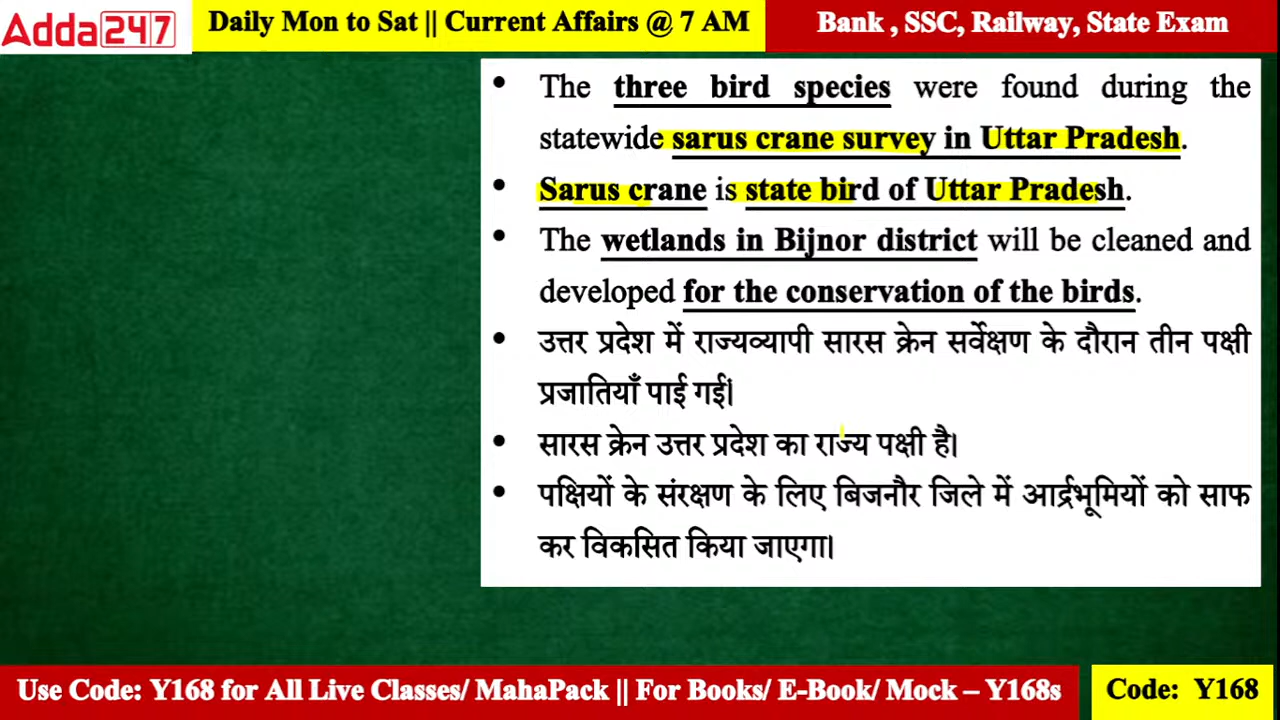 Adda247
Daily Mon to Sat || Current Affairs @ 7 AM
Bank , SSC, Railway, State Exam
• The three bird species were found during the
statewide sarus crane survey in Uttar Pradesh.
• Sarus crane is state bird of Uttar Pradesh.
• The wetlands in Bijnor district will be cleaned and
developed for the conservation of the birds.
• उत्तर प्रदेश में राज्यव्यापी सारस क्रेन सर्वेक्षण के दौरान तीन पक्षी
प्रजातियाँ पाई गईं।
• सारस क्रेन उत्तर प्रदेश का राज्य पक्षी है।
• पक्षियों के संरक्षण के लिए बिजनौर जिले में आर्द्रभूमियों को साफ
कर विकसित किया जाएगा।
Use Code: Y168 for All Live Classes/ MahaPack || For Books/ E-Book/ Mock – Y168s
Code: Y168